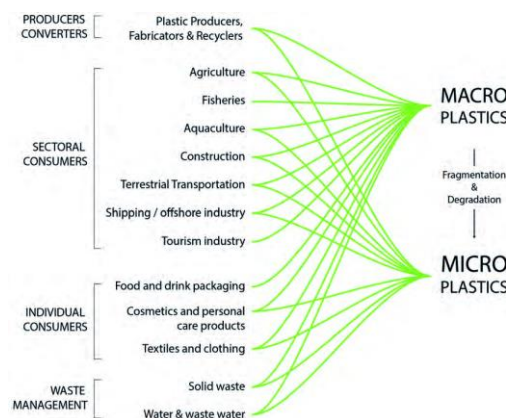 PRODUCERS
CONVERTERS
Plastic Producers,
Fabricators & Recyclers
SECTORAL
CONSUMERS
Agriculture
Fisheries
Aquaculture
Construction
Terrestrial Transportation
Shipping / offshore industry
Tourism industry
INDIVIDUAL
CONSUMERS
Food and drink packaging
Cosmetics and personal
care products
Textiles and clothing
WASTE
MANAGEMENT
Solid waste
Water & waste water
MACRO
PLASTICS
Fragmentation
&
Degradation
MICRO
PLASTICS